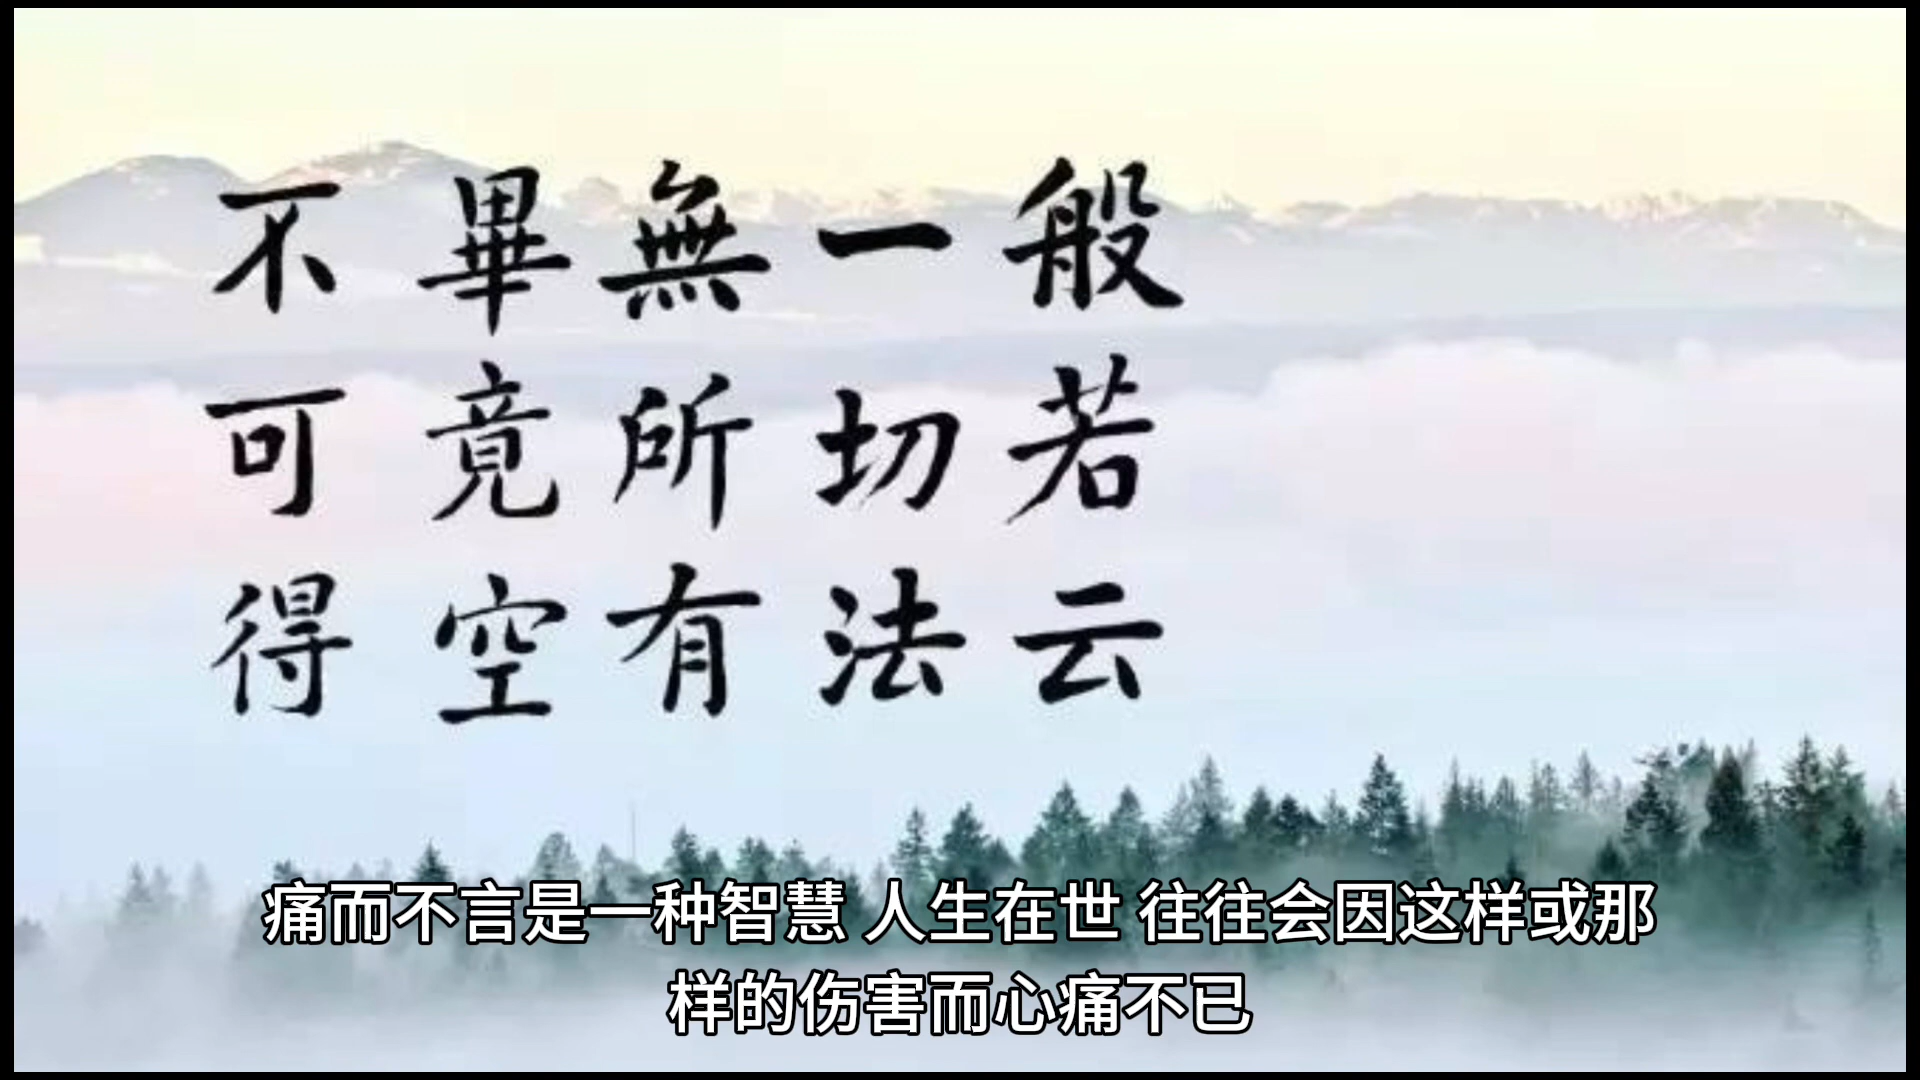 般若云
一切法
無所有
畢竟空
不可得
痛而不言是一种智慧 人生在世 往往会因这样或那
样的伤害而心痛不已